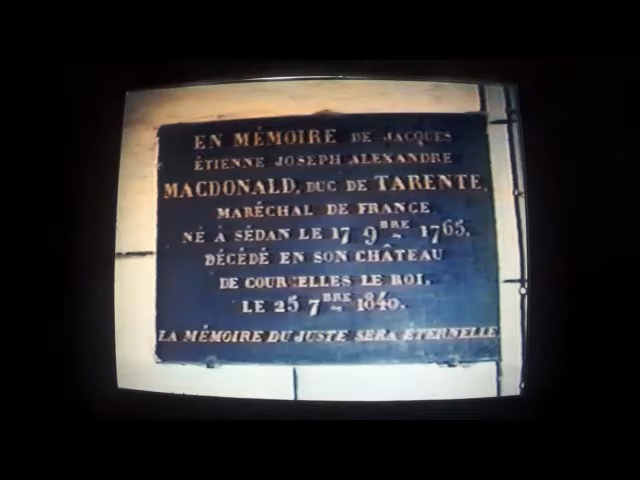 EN MÉMOIRE DE JACQUES
ÉTIENNE JOSEPH ALEXANDRE
MACDONALD, DUC DE TARENTE,
MARÉCHAL DE FRANCE
NÉ À SÉDAN LE 17 9BRE 1765.
DÉCÉDÉ EN SON CHÂTEAU
DE COURCELLES LE ROI,
LE 25 7BRE 1840.
LA MÉMOIRE DU JUSTE SERA ÉTERNELLE